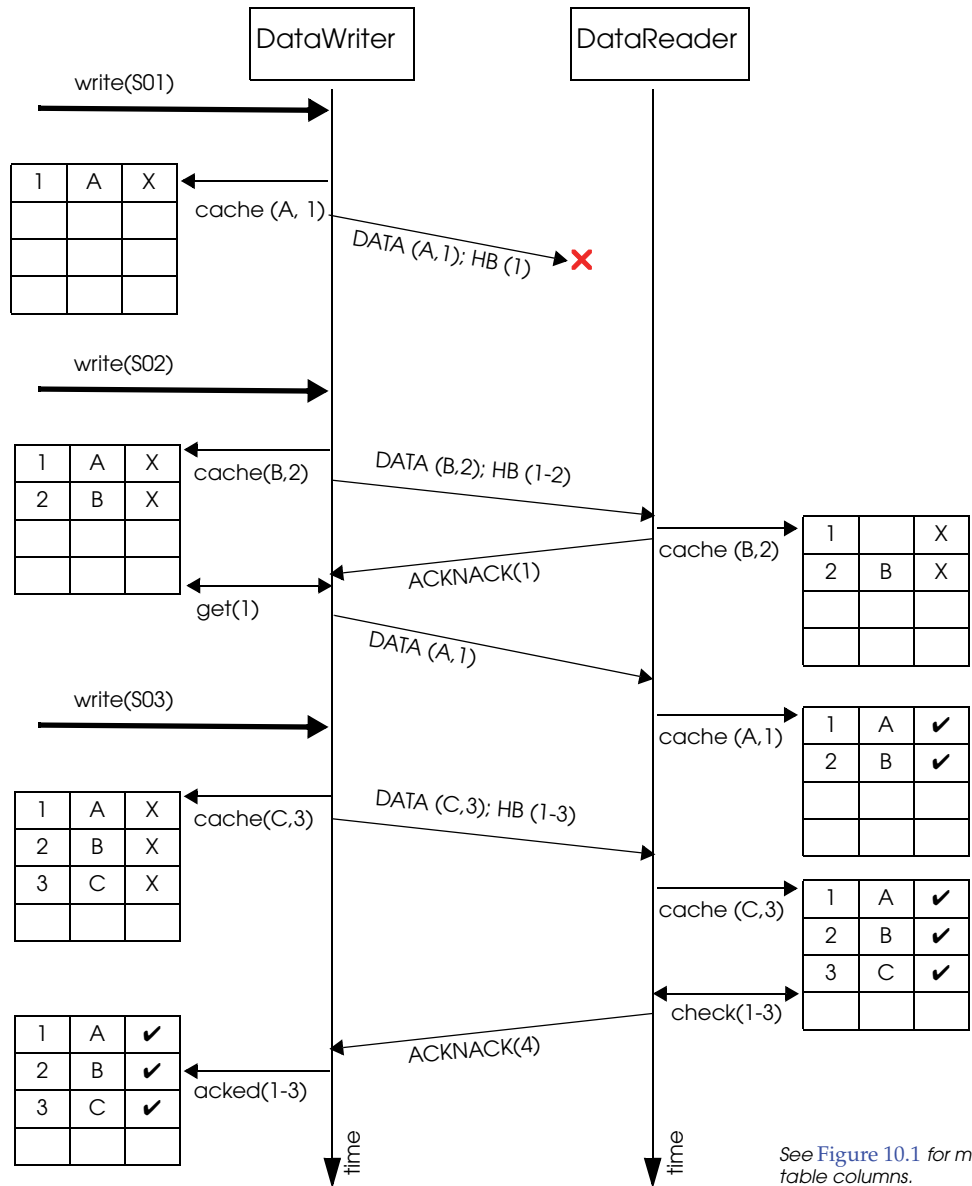 DataWriter
DataReader
write(S01)
1 A X
cache (A, 1)
DATA (A,1); HB (1)
write(S02)
1 A X
2 B X
cache(B,2)
DATA (B,2); HB (1-2)
cache (B,2)
1 X
2 B X
ACKNACK(1)
get(1)
DATA (A,1)
write(S03)
cache (A,1)
1 A ✔
2 B ✔
1 A X
2 B X
3 C X
cache(C,3)
DATA (C,3); HB (1-3)
cache (C,3)
1 A ✔
2 B ✔
3 C ✔
check(1-3)
ACKNACK(4)
1 A ✔
2 B ✔
3 C ✔
acked(1-3)
time
time
See Figure 10.1 for m
table columns.